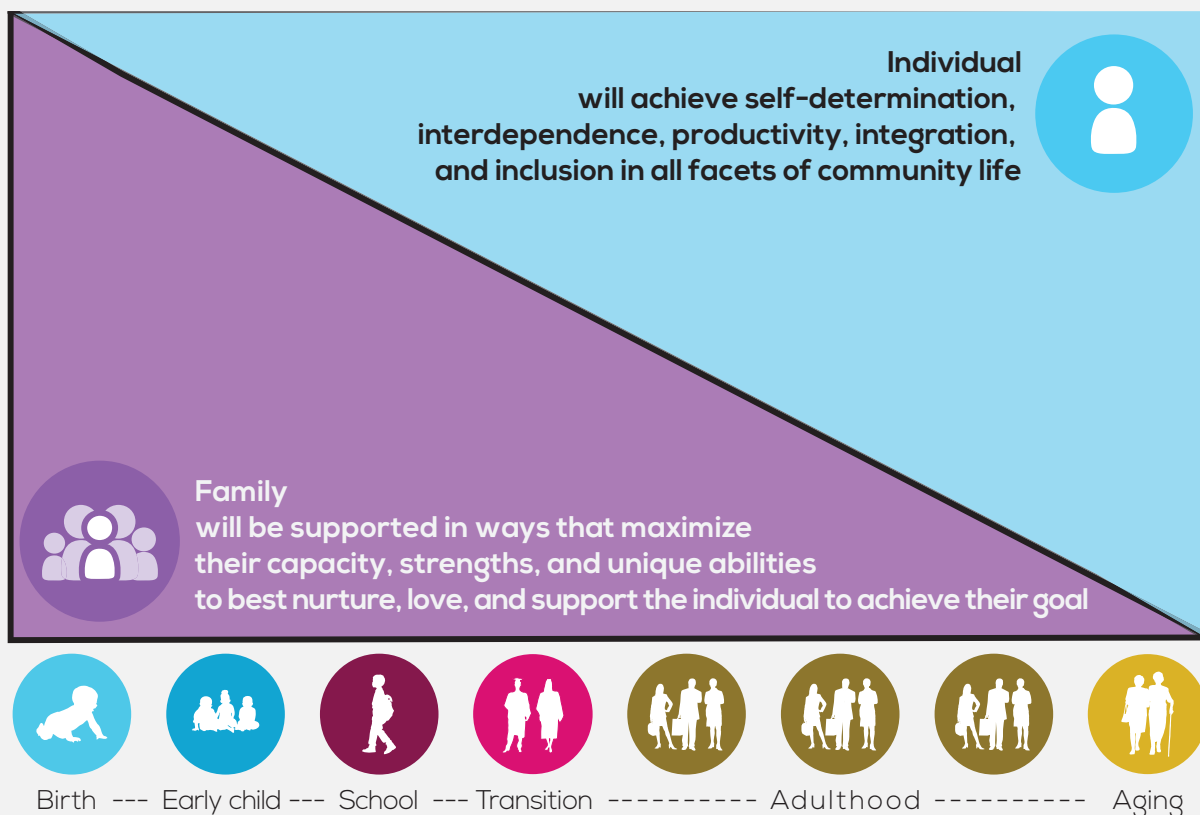 Individual
will achieve self-determination,
interdependence, productivity, integration,
and inclusion in all facets of community life
Family
will be supported in ways that maximize
their capacity, strengths, and unique abilities
to best nurture, love, and support the individual to achieve their goal
Birth --- Early child --- School --- Transition ---------- Adulthood ---------- Aging